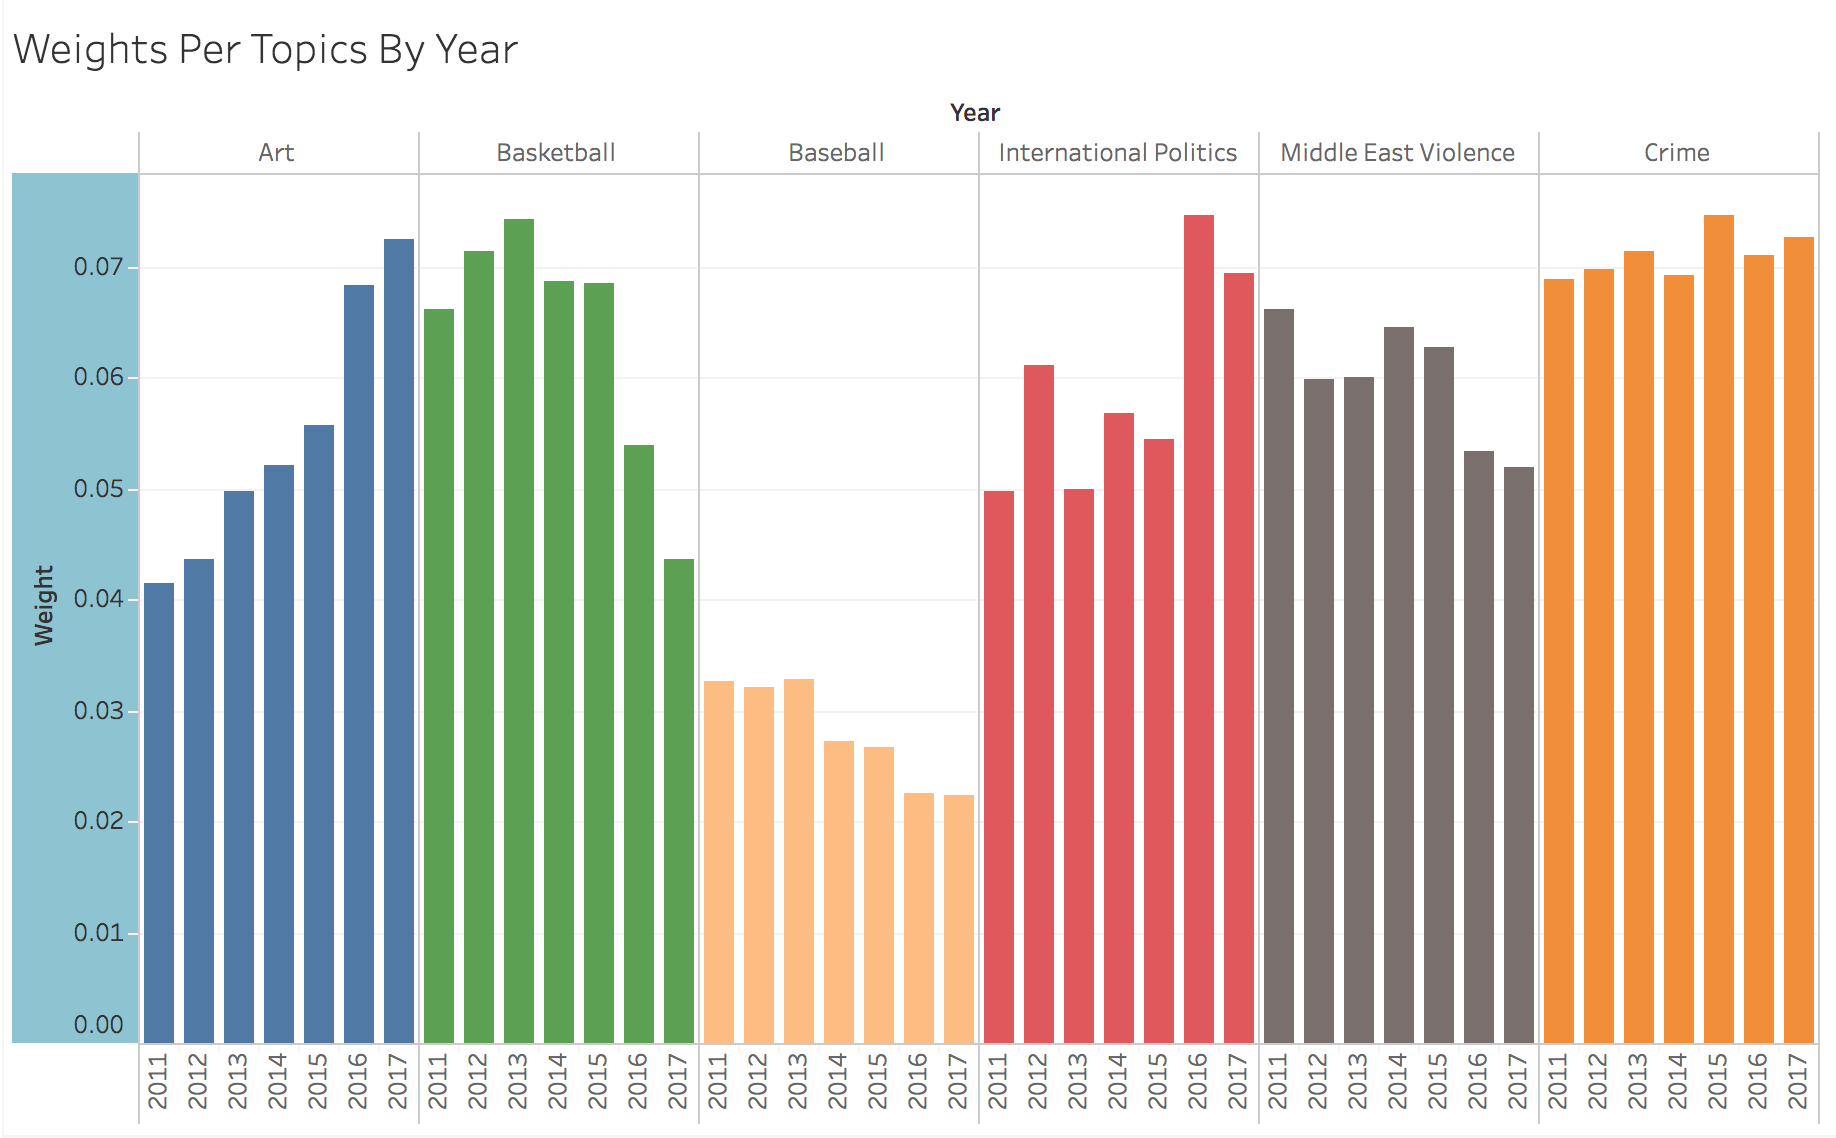 Weights Per Topics By Year
Year
Art Basketball Baseball International Politics Middle East Violence Crime
Weight
0.07
0.06
0.05
0.04
0.03
0.02
0.01
0.00
2011 2012 2013 2014 2015 2016 2017 2011 2012 2013 2014 2015 2016 2017 2011 2012 2013 2014 2015 2016 2017 2011 2012 2013 2014 2015 2016 2017 2011 2012 2013 2014 2015 2016 2017 2011 2012 2013 2014 2015 2016 2017